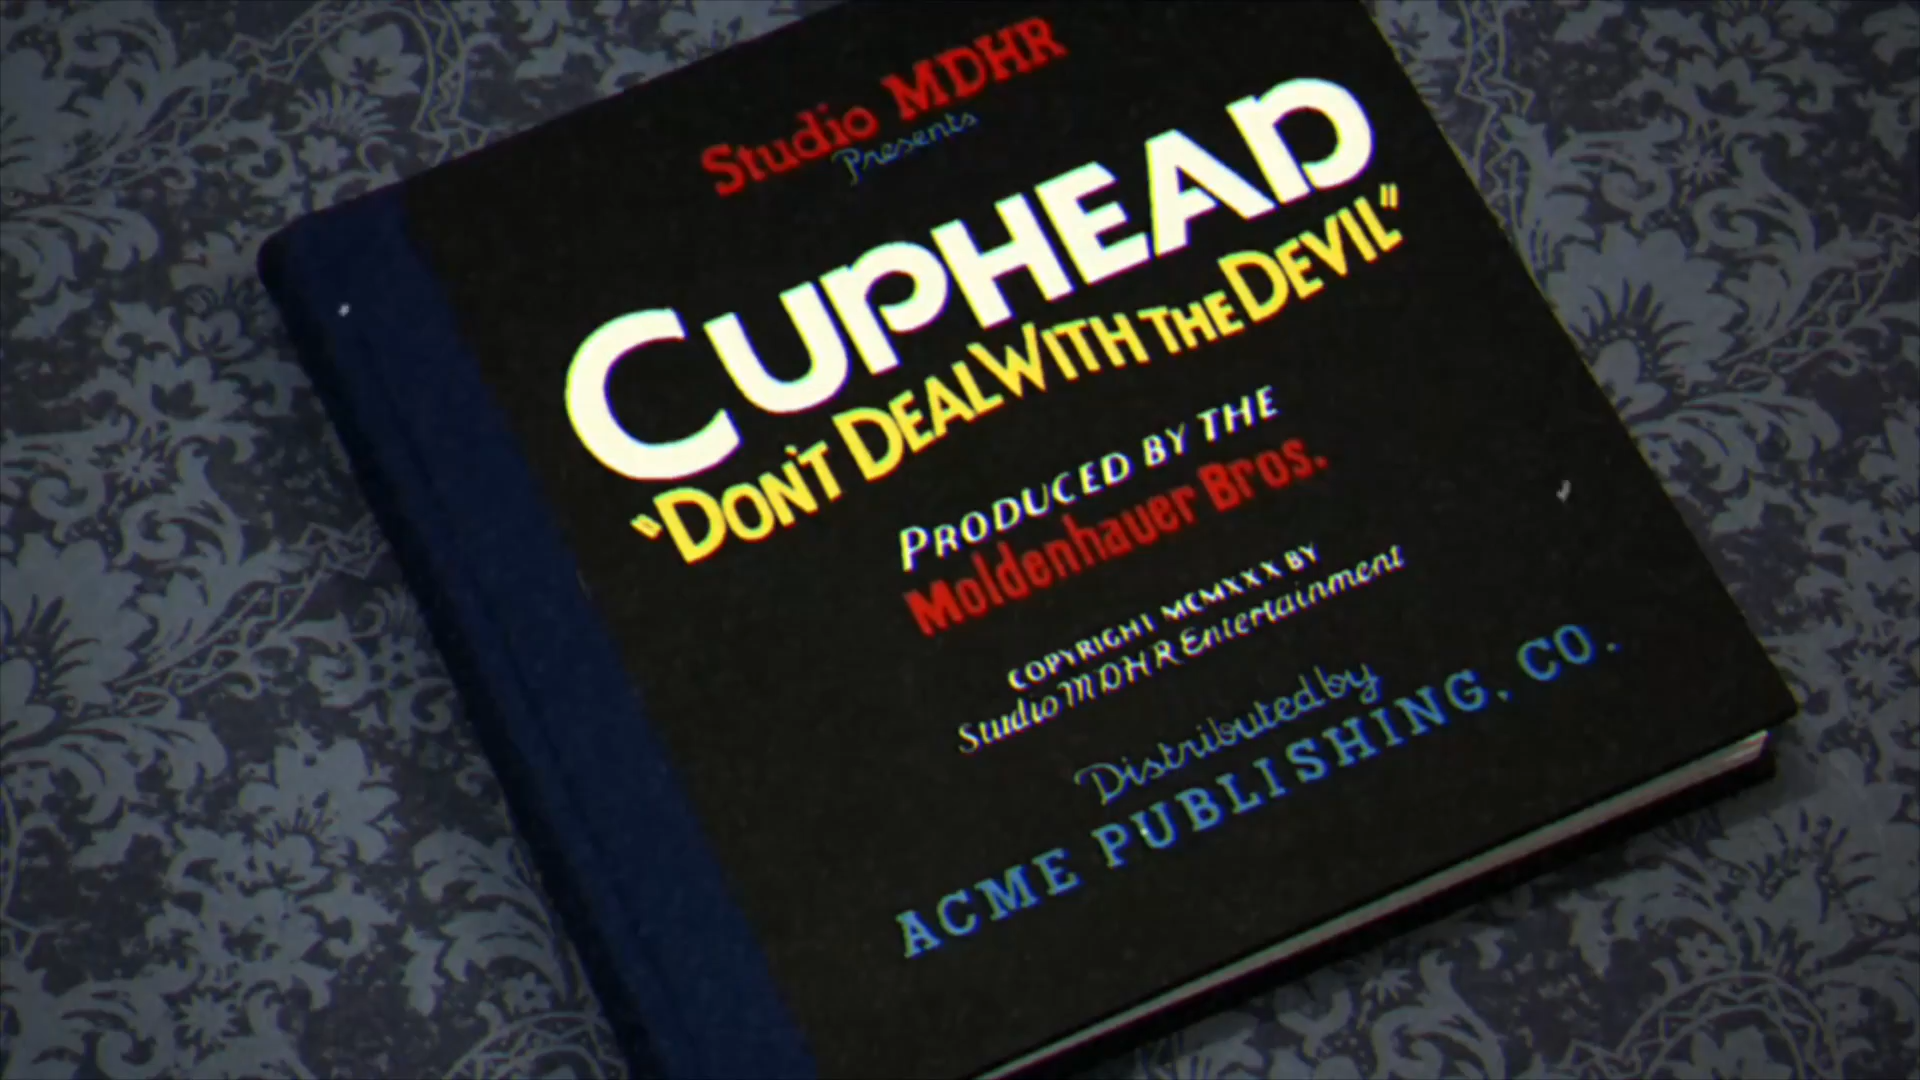 Studio MDHR
Presents
CUPHEAD
"DON'T DEAL WITH THE DEVIL"
PRODUCED BY THE
Moldenhauer Bros.
COPYRIGHT MCMXXX BY
Studio MDHR Entertainment
Distributed by
ACME PUBLISHING. CO.